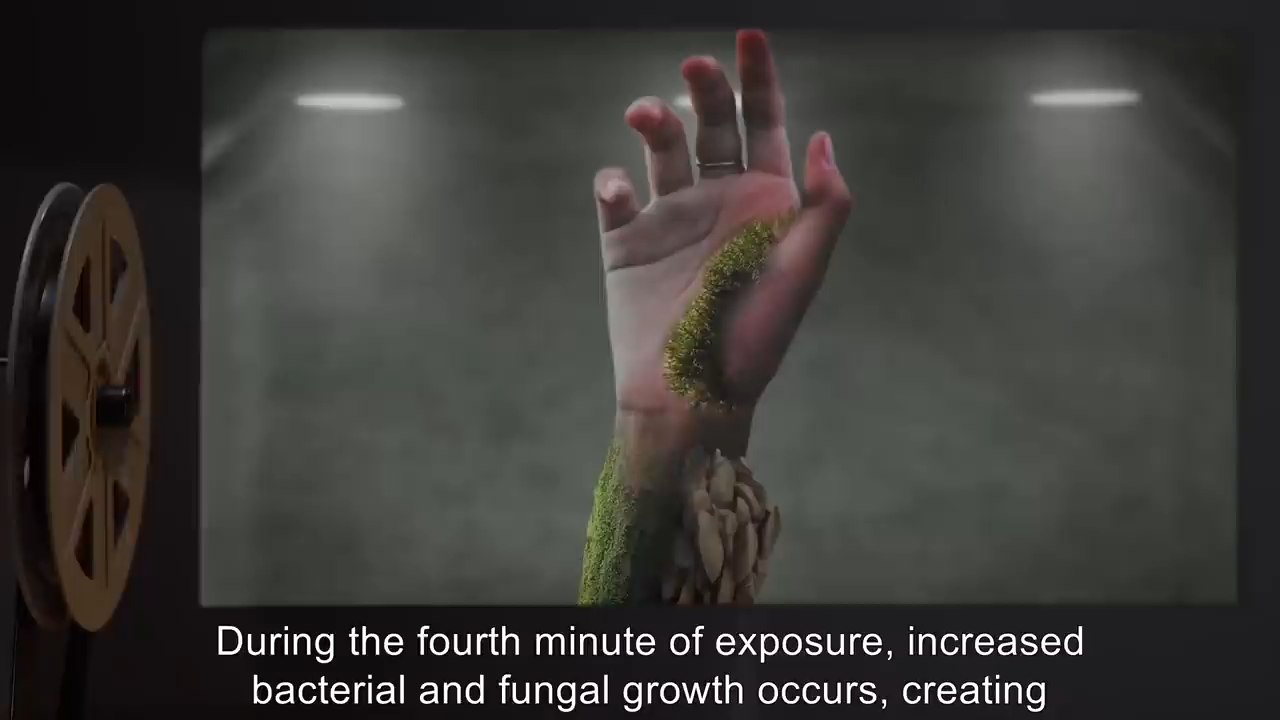 During the fourth minute of exposure, increased
bacterial and fungal growth occurs, creating